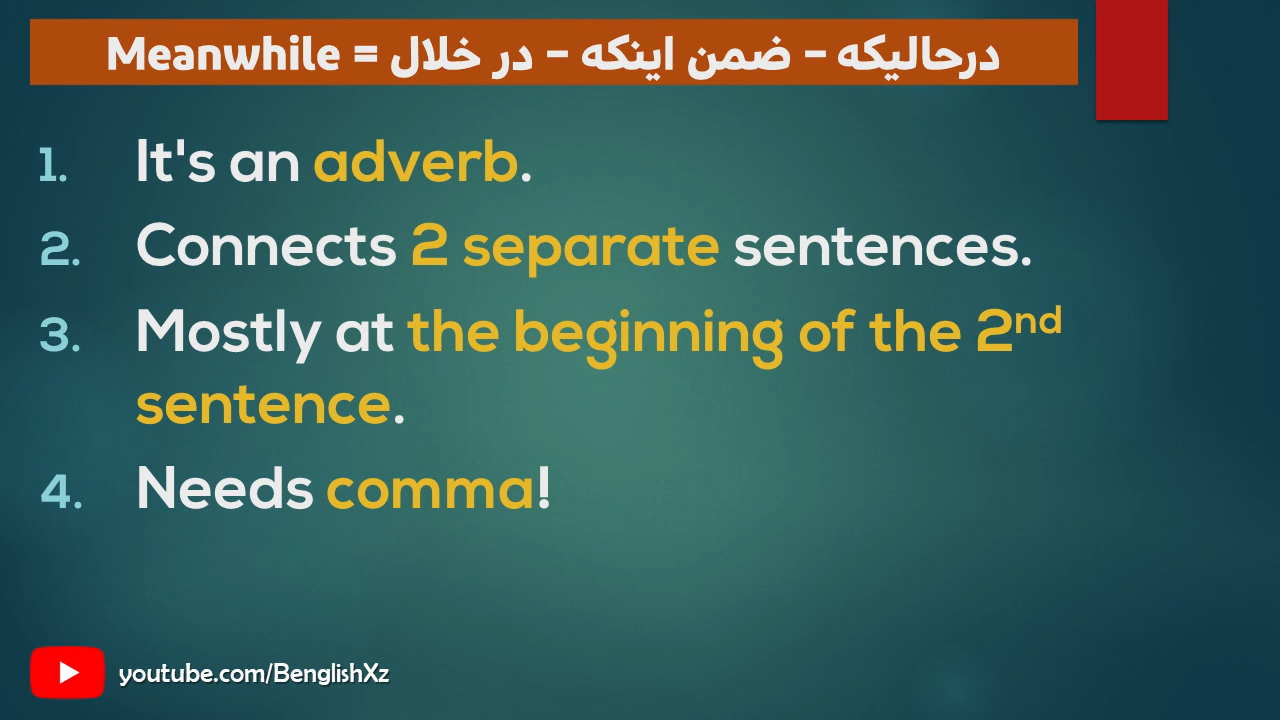 Meanwhile = درحالیکه – ضمن اینکه – در خلال
1. It's an adverb.
2. Connects 2 separate sentences.
3. Mostly at the beginning of the 2nd
sentence.
4. Needs comma!
youtube.com/BenglishXz